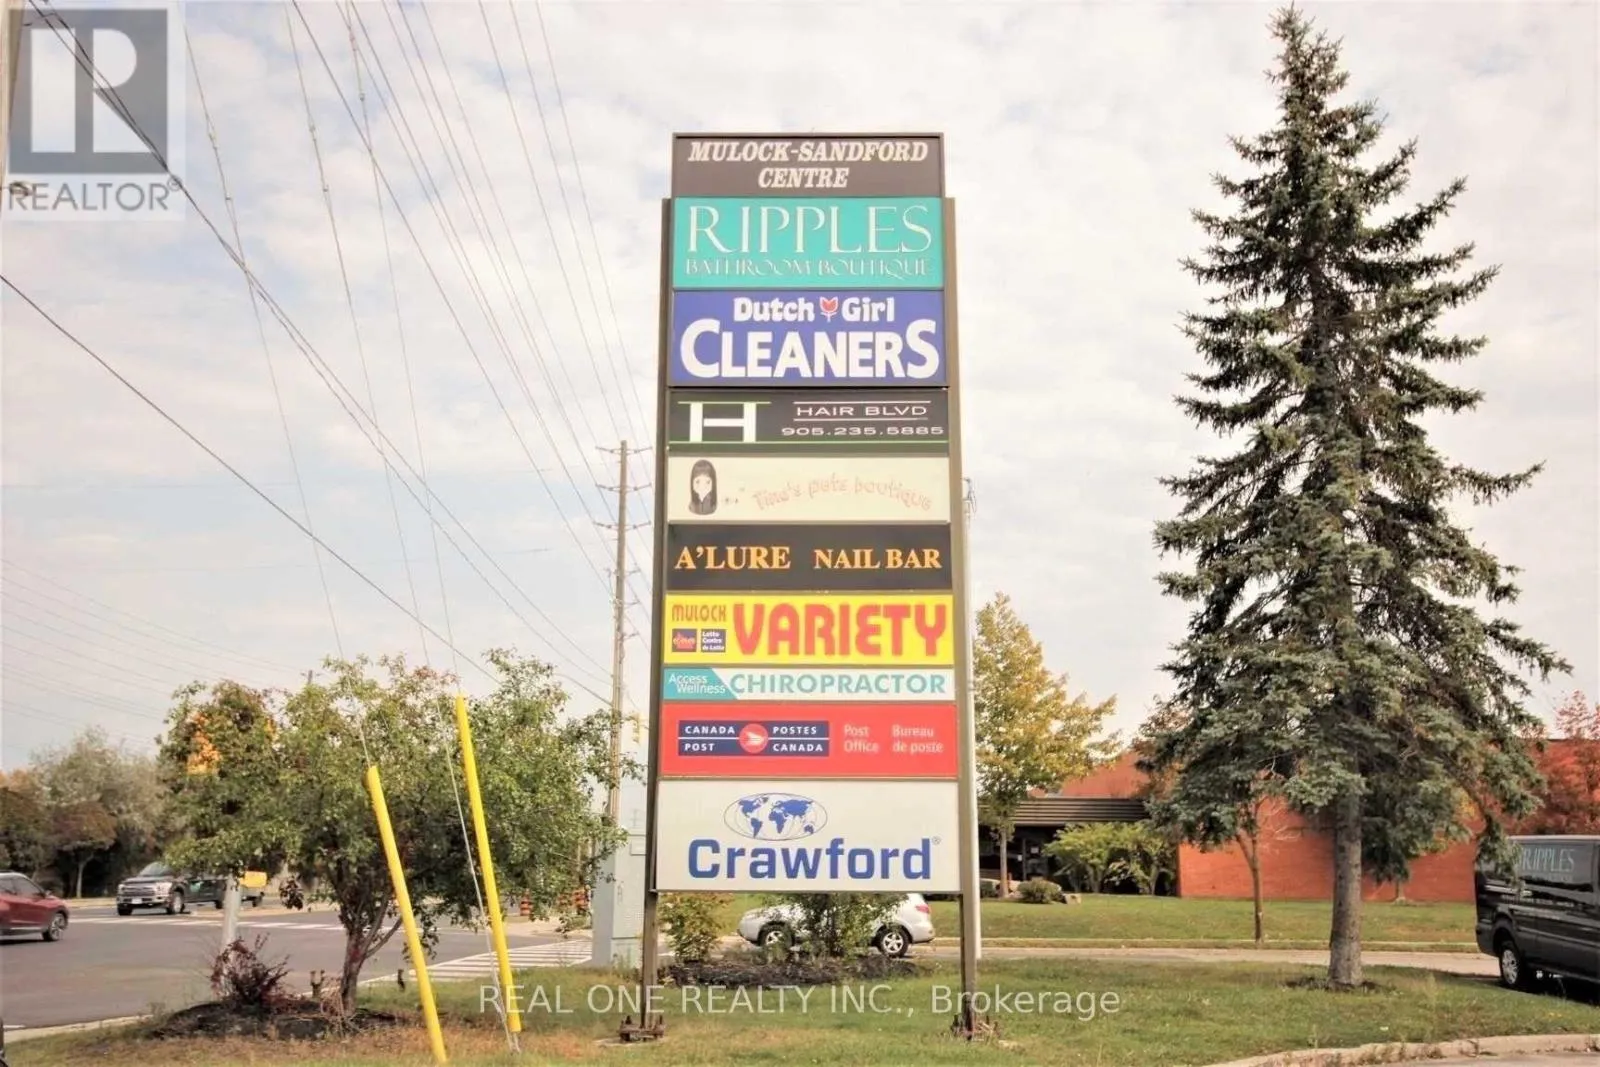 REALTOR®
MULOCK-SANDFORD
CENTRE
RIPPLES
BATHROOM BOUTIQUE
Dutch Girl
CLEANERS
H
HAIR BLVD
905.235.5885
Tina's pets boutique
A'LURE NAIL BAR
MULOCK
VARIETY
Lotto
Centre
de Loto
Access
Wellness
CHIROPRACTOR
CANADA POSTES
POST CANADA
Post Bureau
Office de poste
Crawford®
RIPPLES
REAL ONE REALTY INC., Brokerage